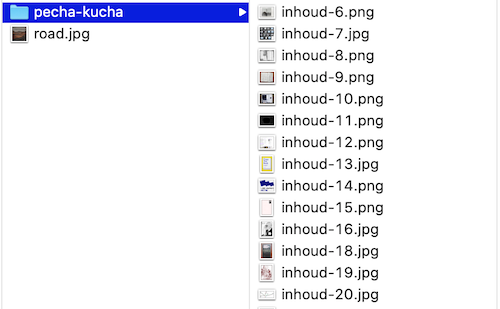 pecha-kucha
road.jpg
inhoud-6.png
inhoud-7.jpg
inhoud-8.png
inhoud-9.png
inhoud-10.png
inhoud-11.png
inhoud-12.png
inhoud-13.jpg
inhoud-14.png
inhoud-15.png
inhoud-16.jpg
inhoud-18.jpg
inhoud-19.jpg
inhoud-20.jpg